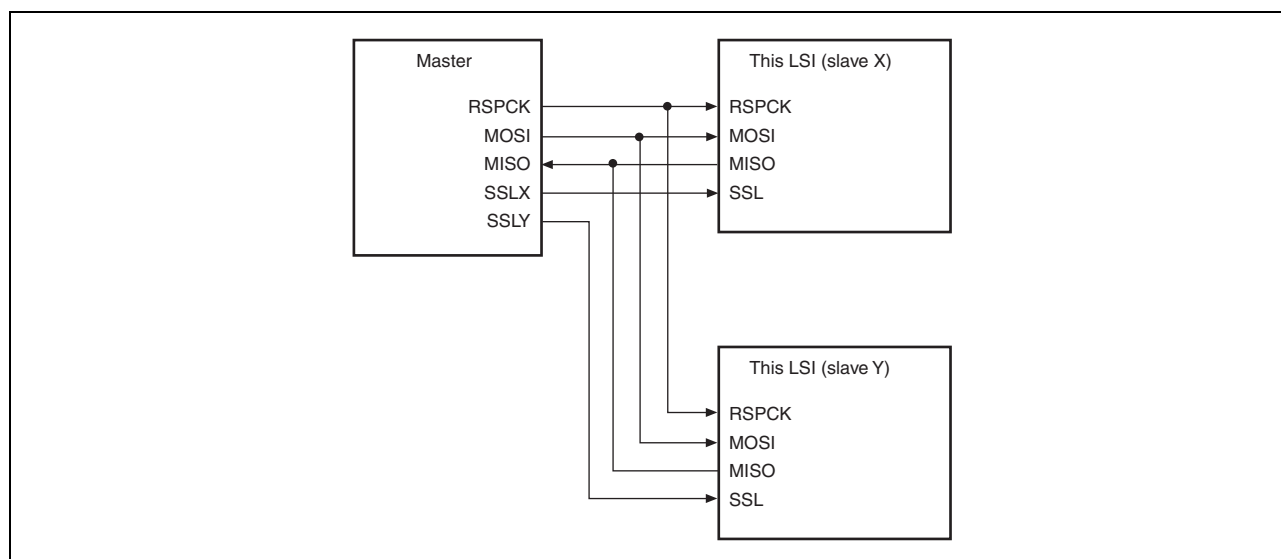 Master
RSPCK
MOSI
MISO
SSLX
SSLY
This LSI (slave X)
RSPCK
MOSI
MISO
SSL
This LSI (slave Y)
RSPCK
MOSI
MISO
SSL